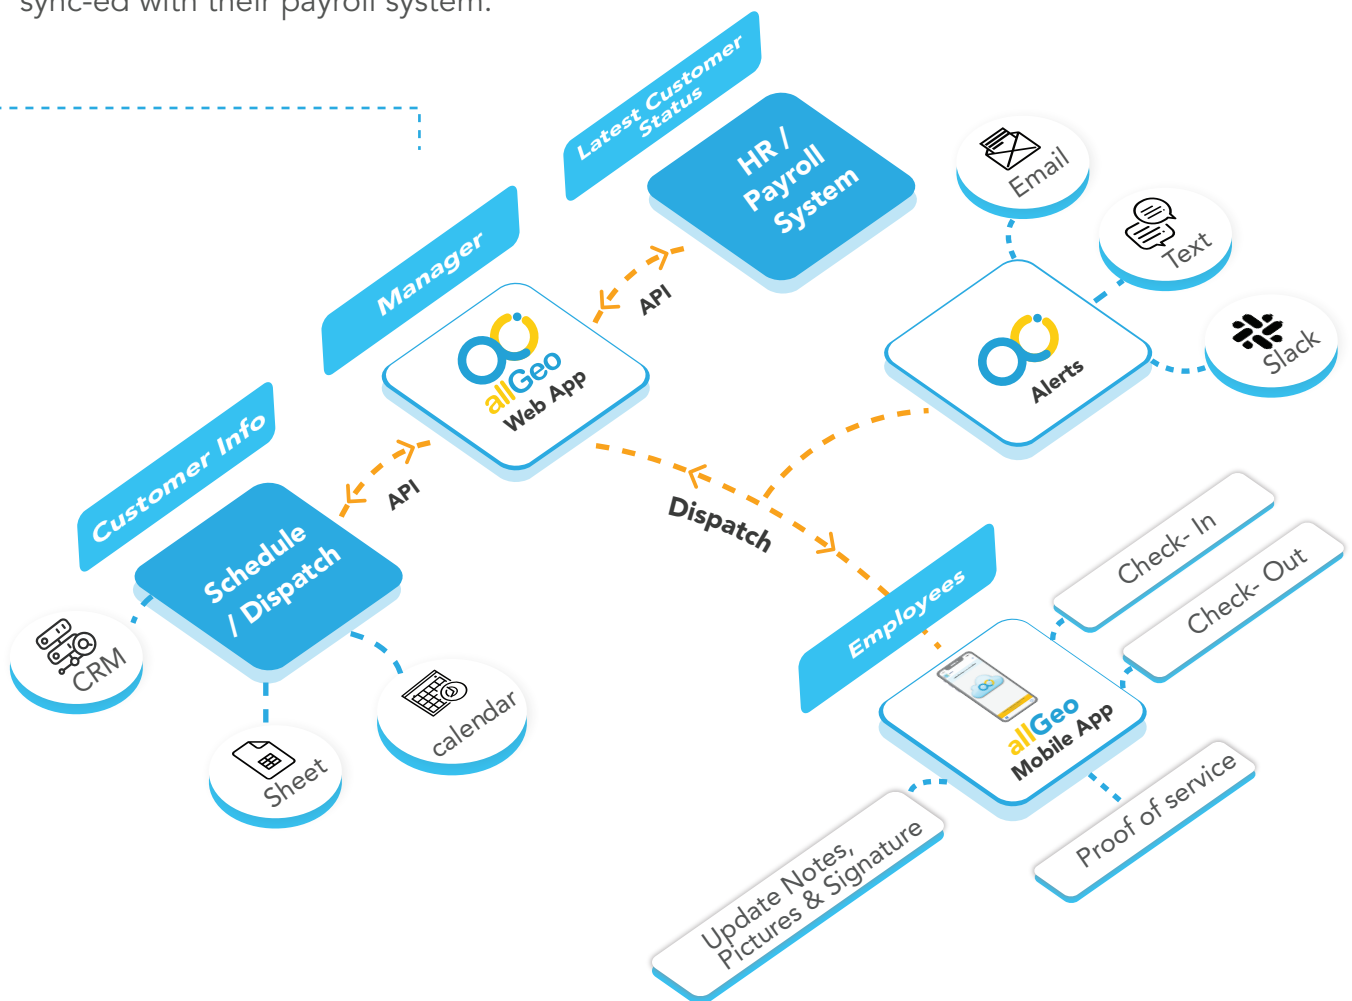 sync-ed with their payroll system.
Latest Customer
Status
HR /
Payroll
System
Email
Text
Slack
Manager
API
allGeo
Web App
Alerts
Customer Info
API
Dispatch
Schedule
/ Dispatch
CRM
Sheet
calendar
Employees
Check- In
Check- Out
allGeo
Mobile App
Proof of service
Update Notes,
Pictures & Signature